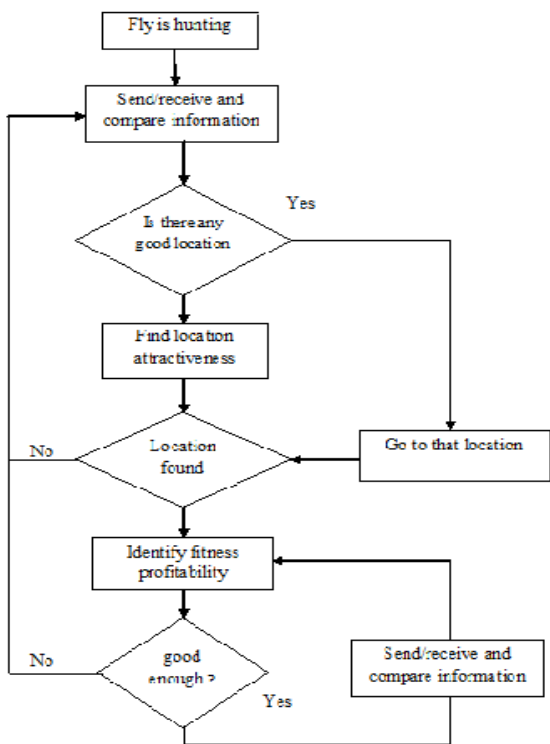 Fly is hunting
Send/receive and
compare information
Yes
Is there any
good location
Find location
attractiveness
No
Location
found
Go to that location
Identify fitness
profitability
No
good
enough?
Yes
Send/receive and
compare information